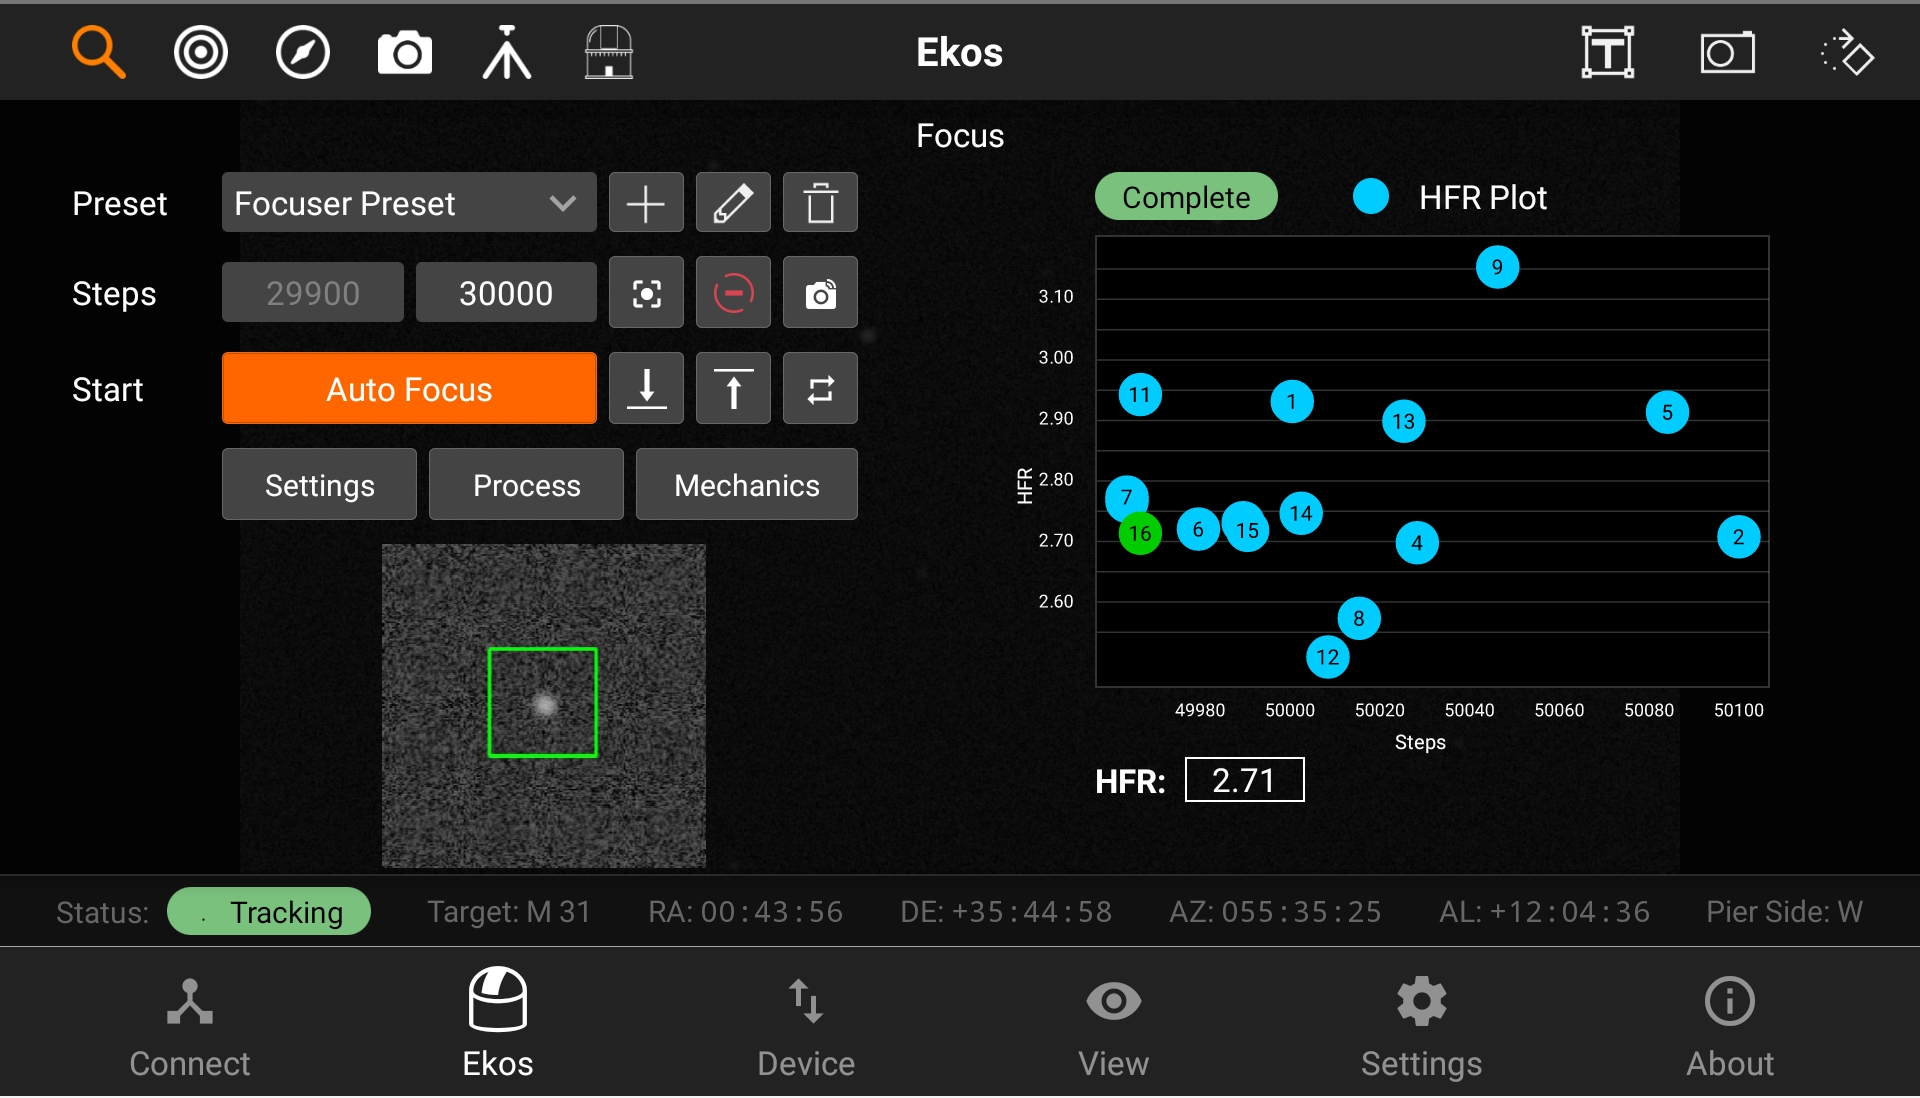 Ekos
Focus
Preset
Focuser Preset
Steps
29900
30000
Start
Auto Focus
Settings
Process
Mechanics
Complete
HFR Plot
HFR
3.10
3.00
2.90
2.80
2.70
2.60
9
11
1
13
5
7
16
6
15
14
4
2
8
12
49980 50000 50020 50040 50060 50080 50100
Steps
HFR: 2.71
Status: . Tracking Target: M 31 RA: 00:43:56 DE: +35:44:58 AZ: 055:35:25 AL: +12:04:36 Pier Side: W
Connect Ekos Device View Settings About